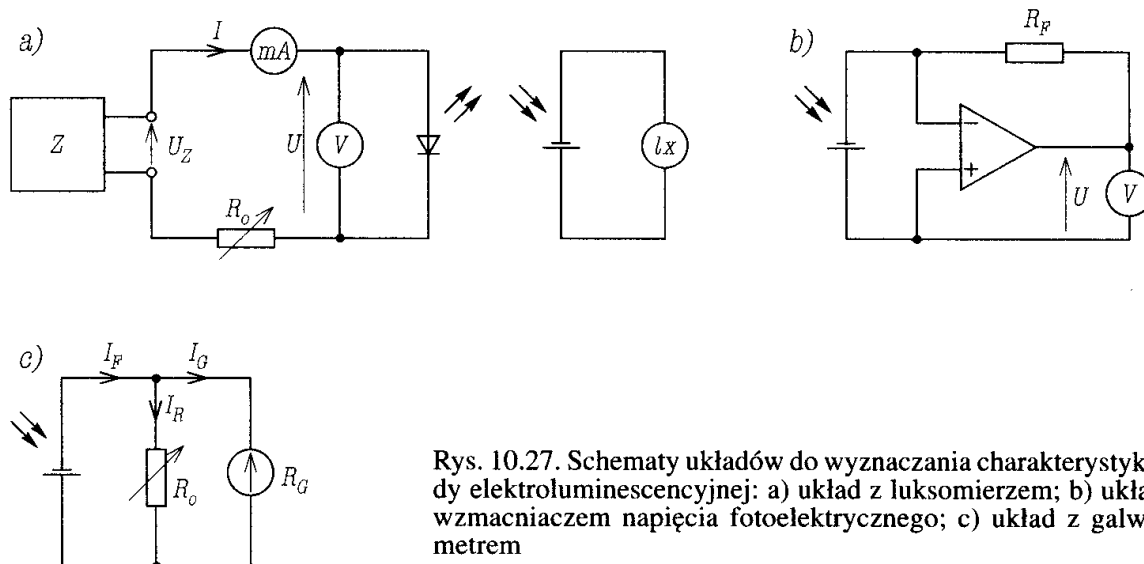 a)
I
mA
Z
U_Z
U
V
R_o
lx
b)
R_F
−
+
U
V
c)
I_F
I_G
I_R
R_o
R_G
Rys. 10.27. Schematy układów do wyznaczania charakterystyk
dy elektroluminescencyjnej: a) układ z luksomierzem; b) ukła
wzmacniaczem napięcia fotoelektrycznego; c) układ z galw
metrem